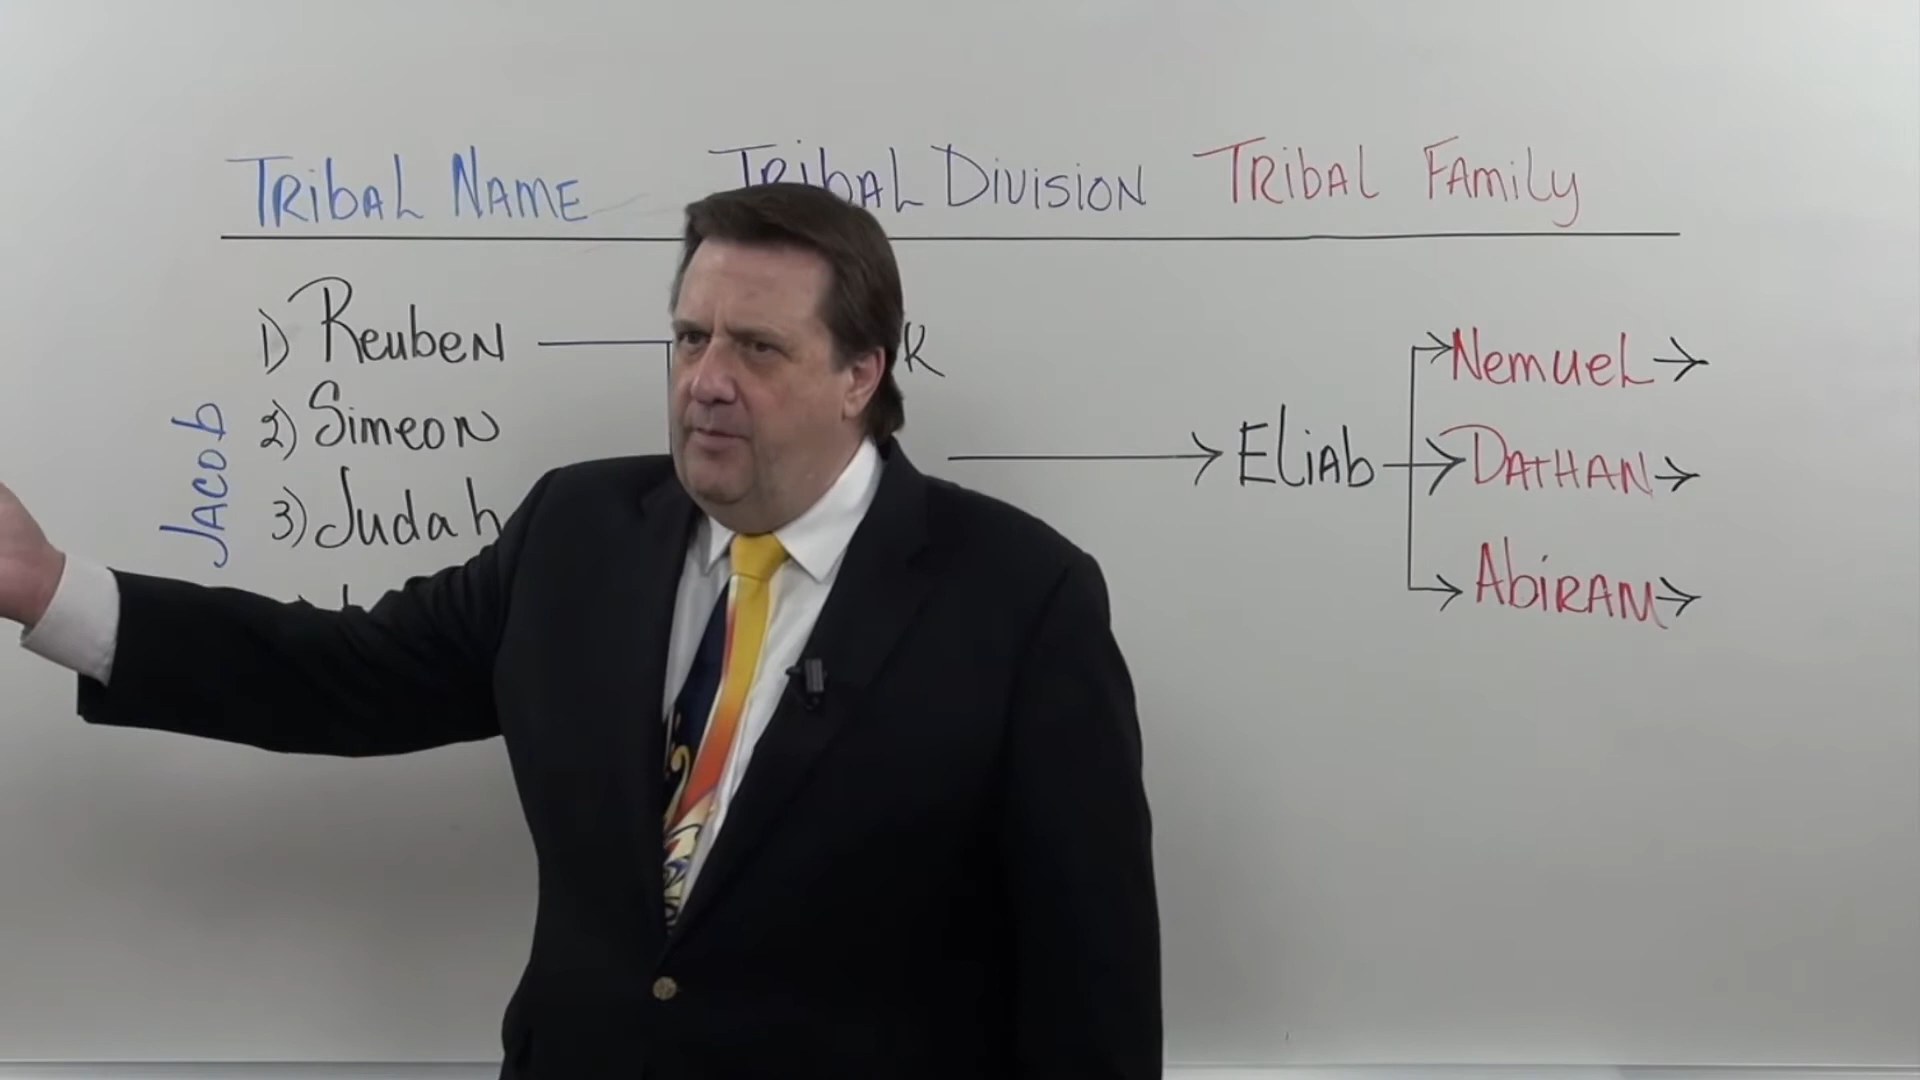 Tribal Name Tribal Division Tribal Family
1) Reuben
2) Simeon
3) Judah
Jacob
Eliab
Nemuel
Dathan
Abiram